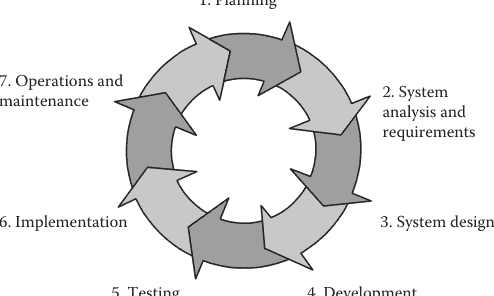 1. Planning
7. Operations and
maintenance
2. System
analysis and
requirements
6. Implementation
3. System design
5. Testing
4. Development